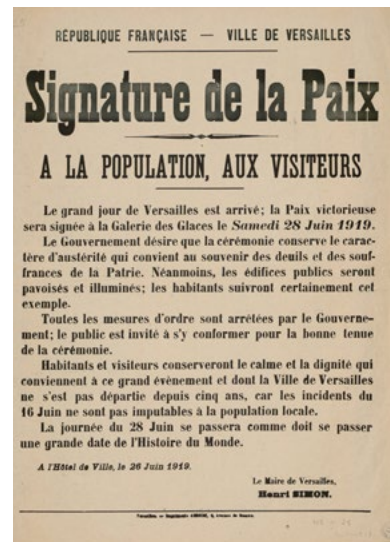 RÉPUBLIQUE FRANÇAISE — VILLE DE VERSAILLES
Signature de la Paix
A LA POPULATION, AUX VISITEURS
Le grand jour de Versailles est arrivé; la Paix victorieuse
sera signée à la Galerie des Glaces le Samedi 28 Juin 1919.
Le Gouvernement désire que la cérémonie conserve le carac-
tère d'austérité qui convient au souvenir des deuils et des souf-
frances de la Patrie. Néanmoins, les édifices publics seront
pavoisés et illuminés; les habitants suivront certainement cet
exemple.
Toutes les mesures d'ordre sont arrêtées par le Gouverne-
ment; le public est invité à s'y conformer pour la bonne tenue
de la cérémonie.
Habitants et visiteurs conserveront le calme et la dignité qui
conviennent à ce grand évènement et dont la Ville de Versailles
ne s'est pas départie depuis cinq ans, car les incidents du
16 Juin ne sont pas imputables à la population locale.
La journée du 28 Juin se passera comme doit se passer
une grande date de l'Histoire du Monde.
A l'Hôtel de Ville, le 26 Juin 1919.
Le Maire de Versailles,
Henri SIMON.
Versailles. — Imprimerie